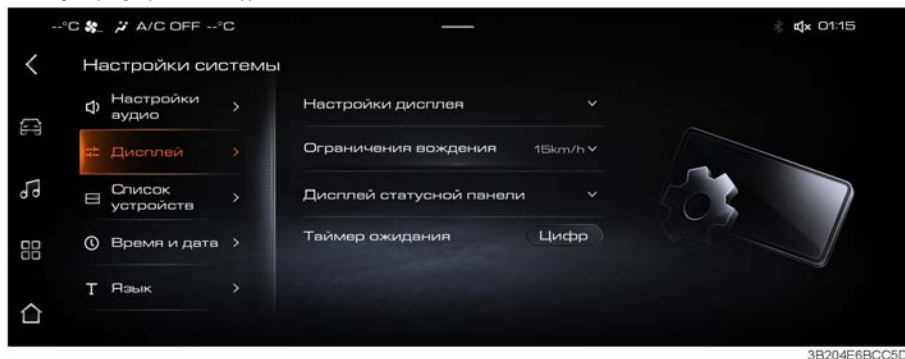 --°C A/C OFF --°C
01:15
Настройки системы
Настройки
аудио
Дисплей
Список
устройств
Время и дата
Язык
Настройки дисплея
Ограничения вождения 15km/h
Дисплей статусной панели
Таймер ожидания Цифр
3B204E6BCC5D